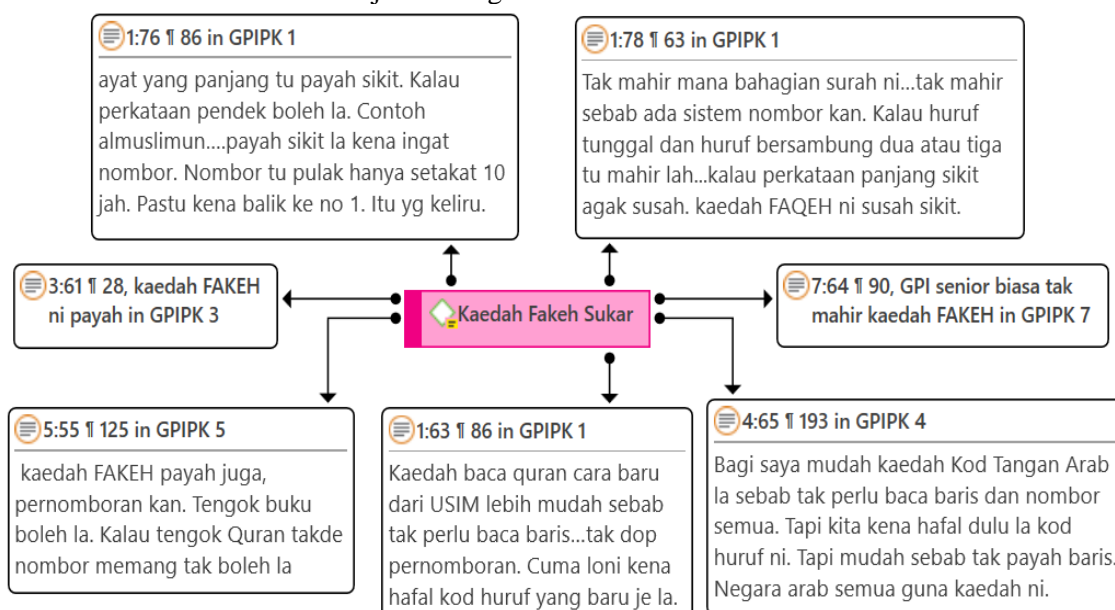 1:76 ¶ 86 in GPIPK 1
ayat yang panjang tu payah sikit. Kalau
perkataan pendek boleh la. Contoh
almuslimun....payah sikit la kena ingat
nombor. Nombor tu pulak hanya setakat 10
jah. Pastu kena balik ke no 1. Itu yg keliru.
1:78 ¶ 63 in GPIPK 1
Tak mahir mana bahagian surah ni...tak mahir
sebab ada sistem nombor kan. Kalau huruf
tunggal dan huruf bersambung dua atau tiga
tu mahir lah...kalau perkataan panjang sikit
agak susah. kaedah FAQEH ni susah sikit.
3:61 ¶ 28, kaedah FAKEH
ni payah in GPIPK 3
Kaedah Fakeh Sukar
7:64 ¶ 90, GPI senior biasa tak
mahir kaedah FAKEH in GPIPK 7
5:55 ¶ 125 in GPIPK 5
kaedah FAKEH payah juga,
pernomboran kan. Tengok buku
boleh la. Kalau tengok Quran takde
nombor memang tak boleh la
1:63 ¶ 86 in GPIPK 1
Kaedah baca quran cara baru
dari USIM lebih mudah sebab
tak perlu baca baris...tak dop
pernomboran. Cuma loni kena
hafal kod huruf yang baru je la.
4:65 ¶ 193 in GPIPK 4
Bagi saya mudah kaedah Kod Tangan Arab
la sebab tak perlu baca baris dan nombor
semua. Tapi kita kena hafal dulu la kod
huruf ni. Tapi mudah sebab tak payah baris.
Negara arab semua guna kaedah ni.